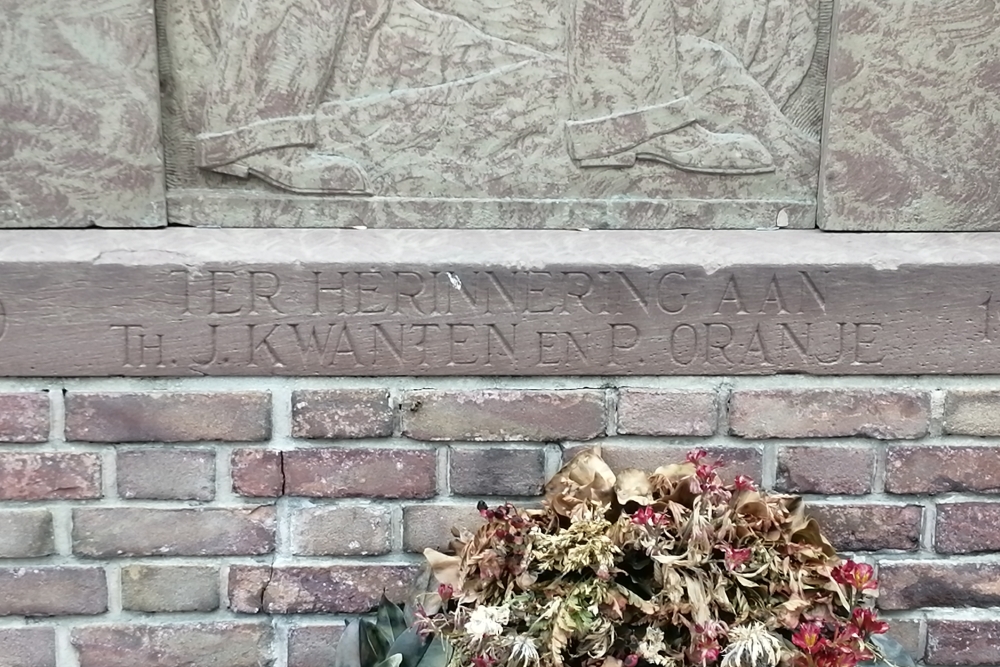 TER HERINNERING AAN
TH. J. KWANTEN EN P. ORANJE